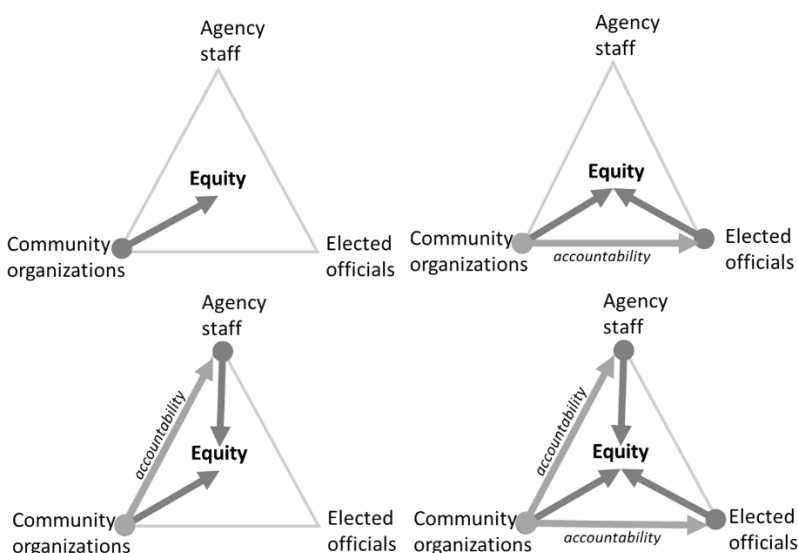 Agency
staff
Equity
Community
organizations
Elected
officials
Agency
staff
Equity
Community
organizations
accountability
Elected
officials
Agency
staff
accountability
Equity
Community
organizations
Elected
officials
Agency
staff
accountability
Equity
Community
organizations
accountability
Elected
officials